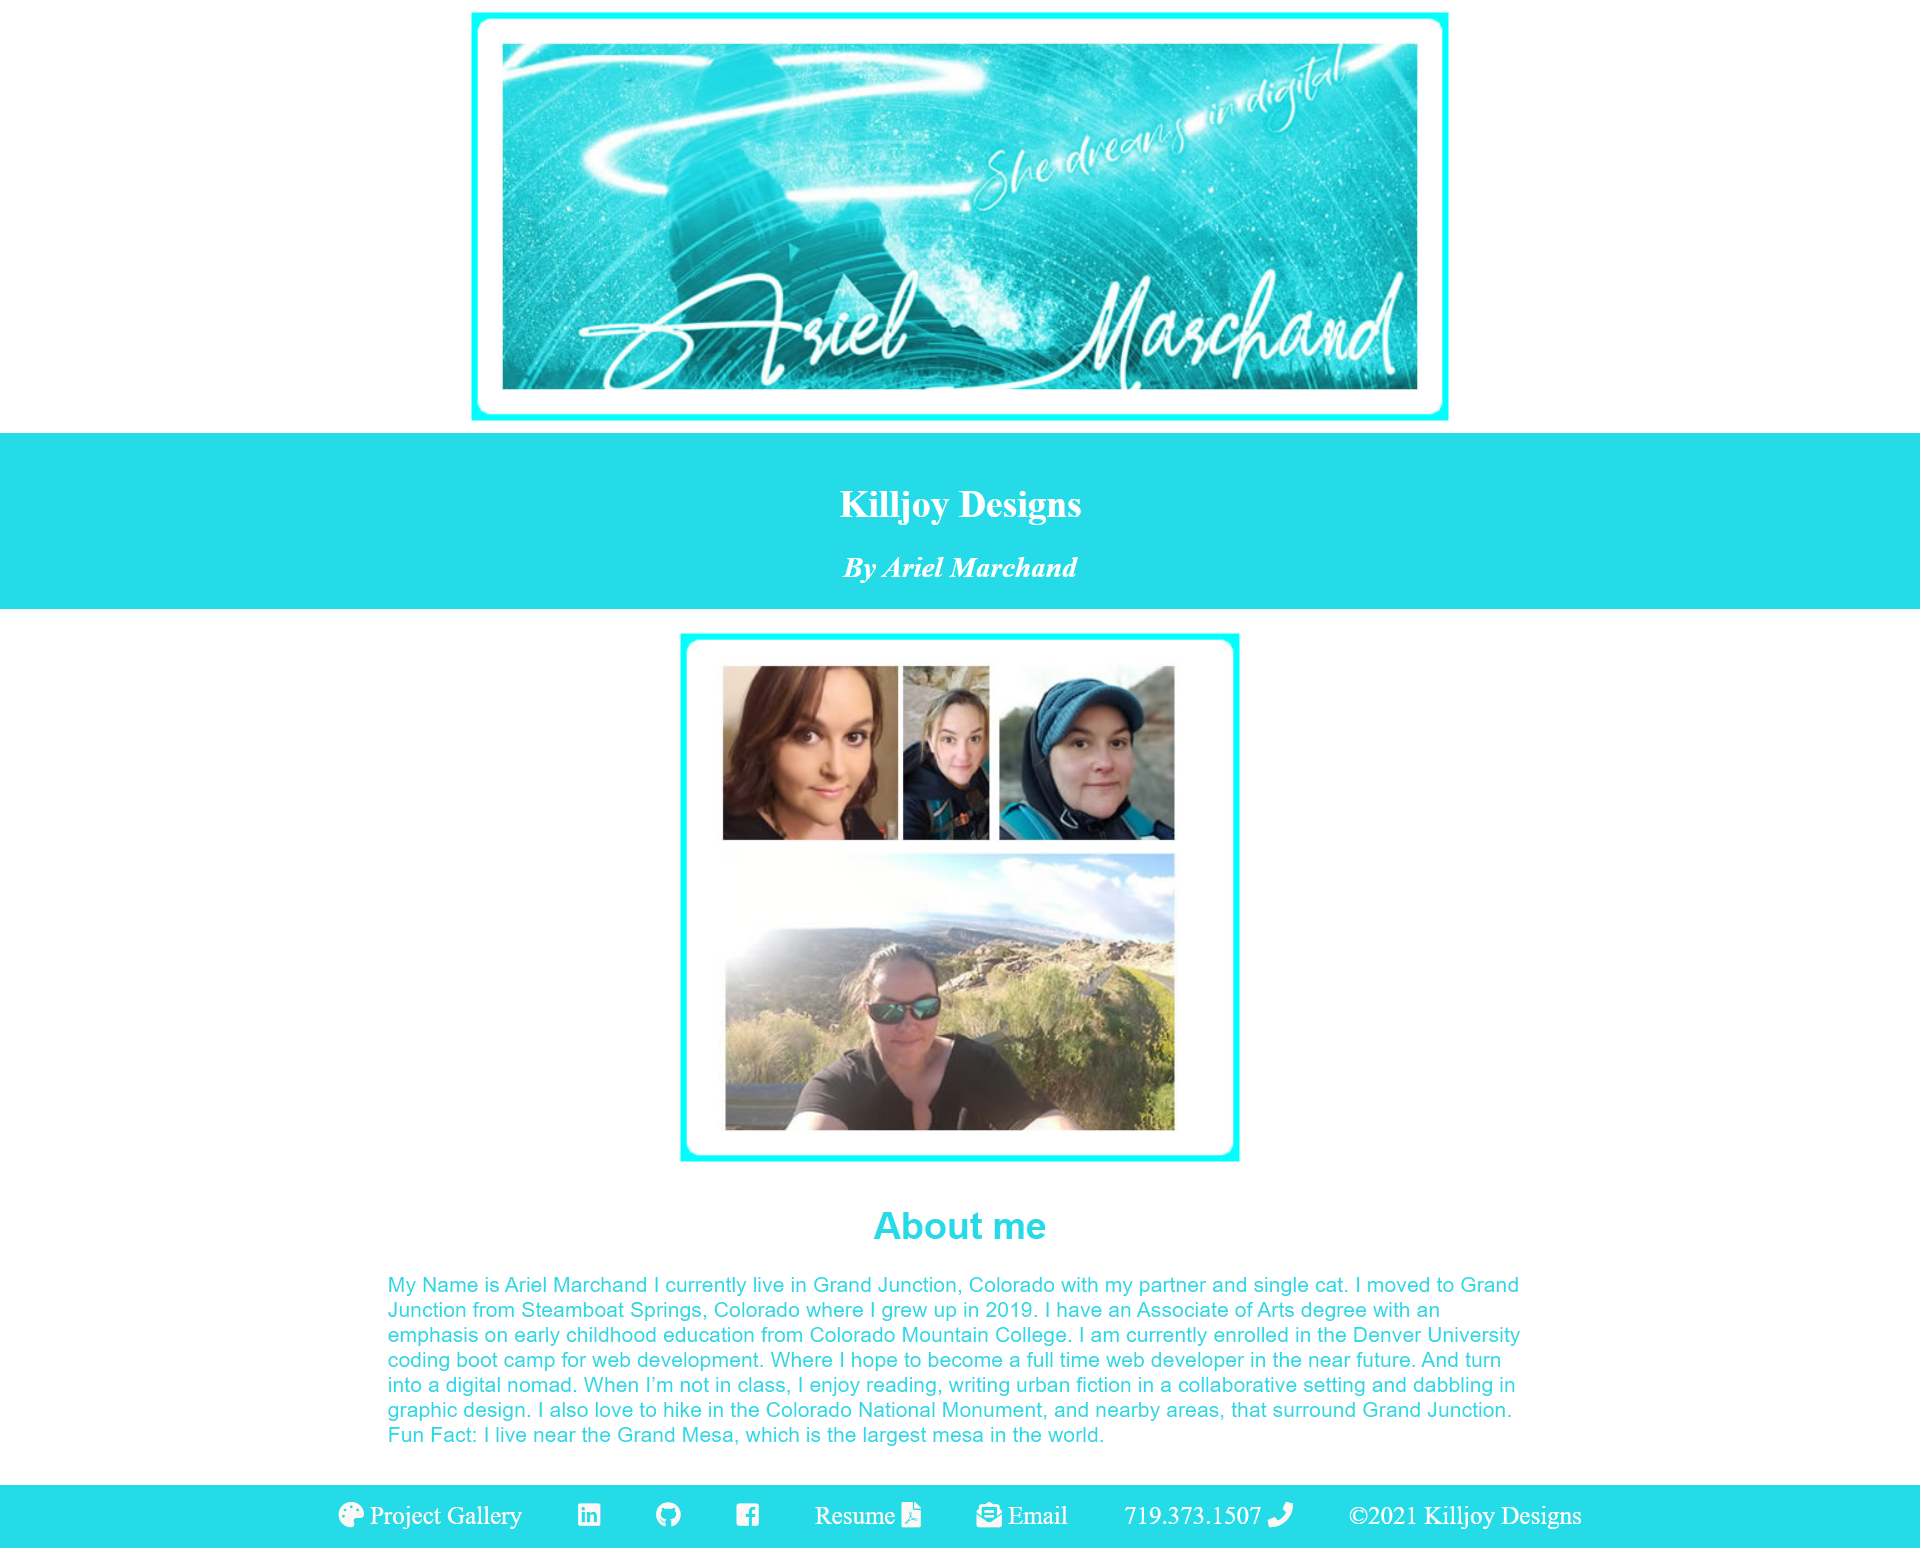 She dreams in digital
Ariel Marchand
Killjoy Designs
By Ariel Marchand
About me
My Name is Ariel Marchand I currently live in Grand Junction, Colorado with my partner and single cat. I moved to Grand
Junction from Steamboat Springs, Colorado where I grew up in 2019. I have an Associate of Arts degree with an
emphasis on early childhood education from Colorado Mountain College. I am currently enrolled in the Denver University
coding boot camp for web development. Where I hope to become a full time web developer in the near future. And turn
into a digital nomad. When I’m not in class, I enjoy reading, writing urban fiction in a collaborative setting and dabbling in
graphic design. I also love to hike in the Colorado National Monument, and nearby areas, that surround Grand Junction.
Fun Fact: I live near the Grand Mesa, which is the largest mesa in the world.
Project Gallery Resume Email 719.373.1507 ©2021 Killjoy Designs